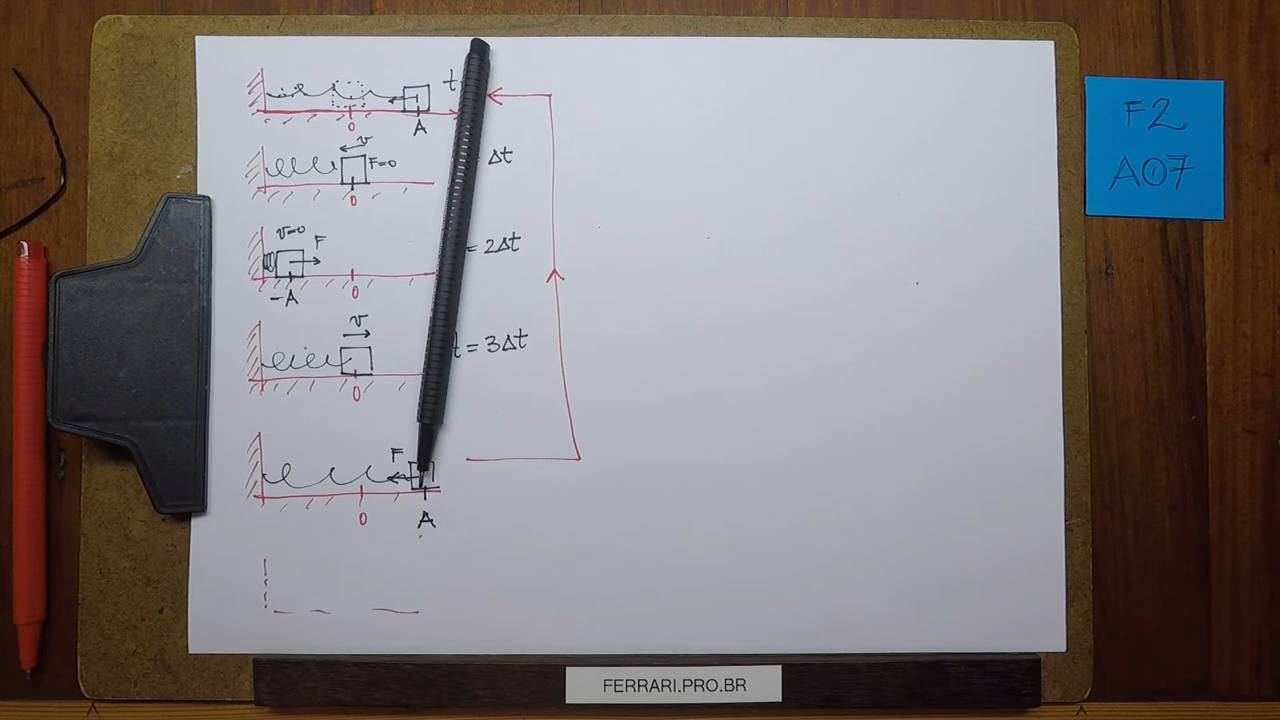 t
0
A
v
F=0
Δt
0
v=0
F
= 2Δt
0
-A
v
t = 3Δt
0
F
0
A
F2
A07
FERRARI.PRO.BR